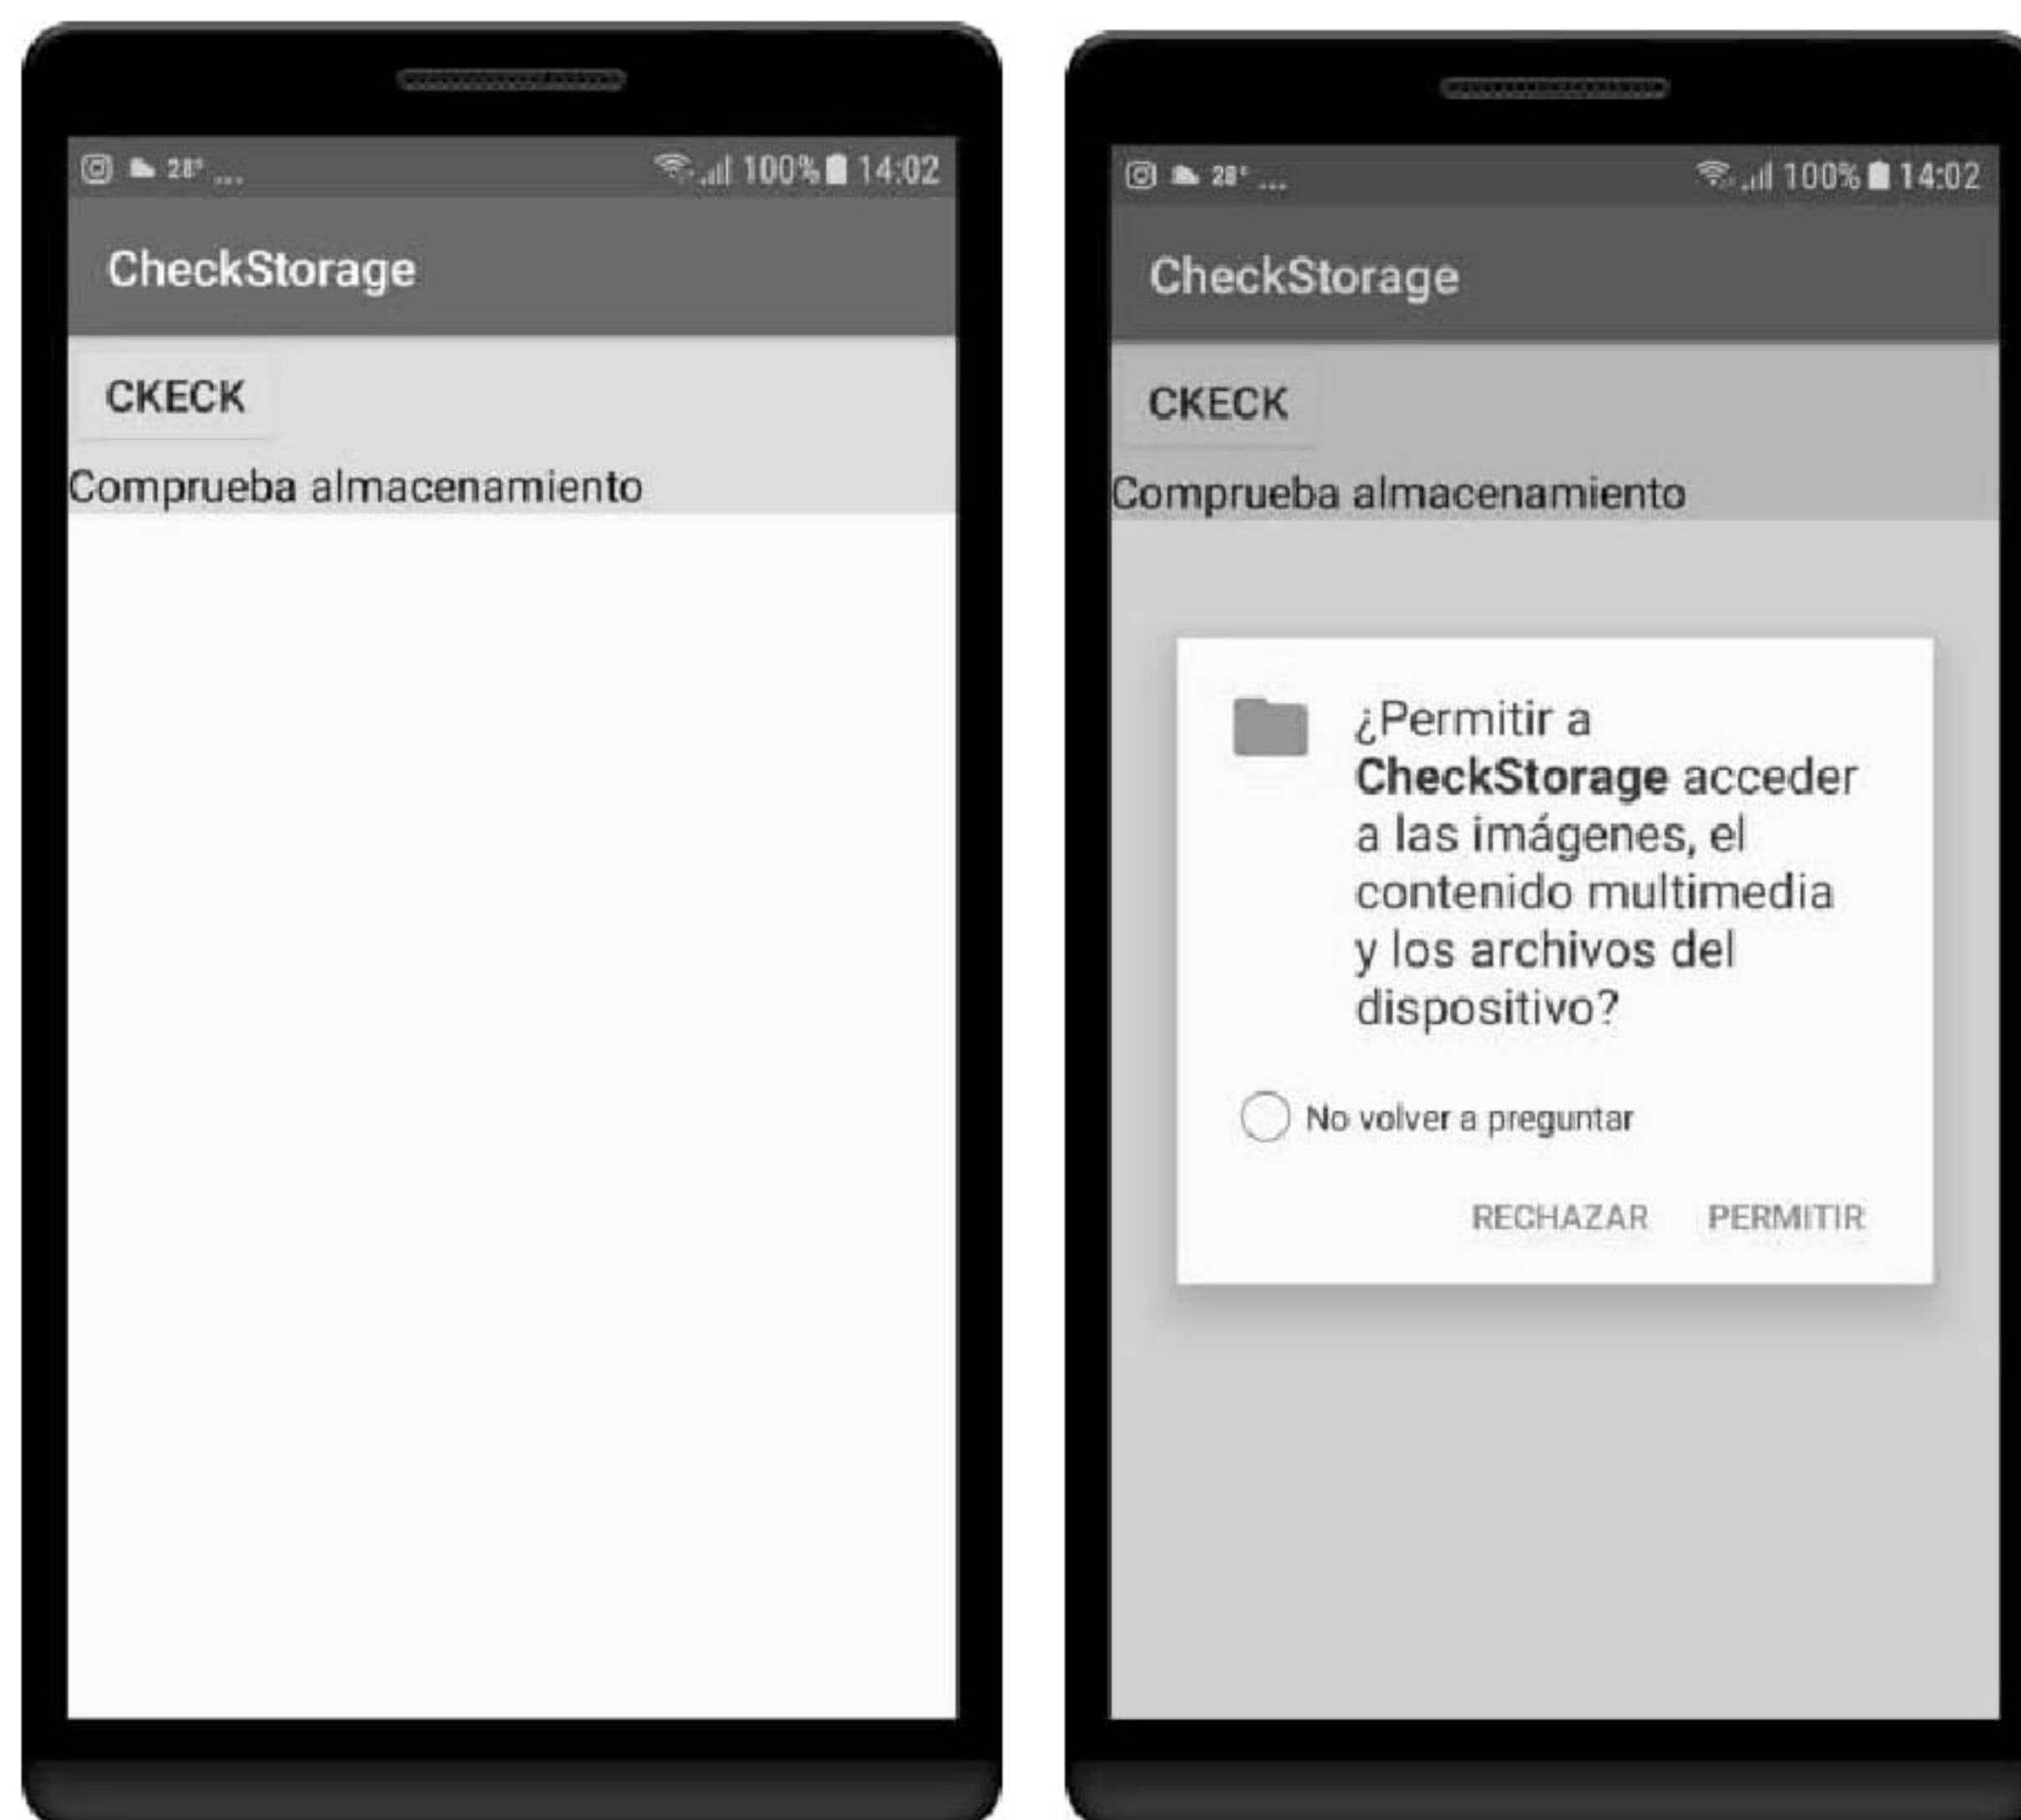 28° ...
100% 14:02
CheckStorage
CKECK
Comprueba almacenamiento
28° ...
100% 14:02
CheckStorage
CKECK
Comprueba almacenamiento
¿Permitir a
CheckStorage acceder
a las imágenes, el
contenido multimedia
y los archivos del
dispositivo?
No volver a preguntar
RECHAZAR PERMITIR